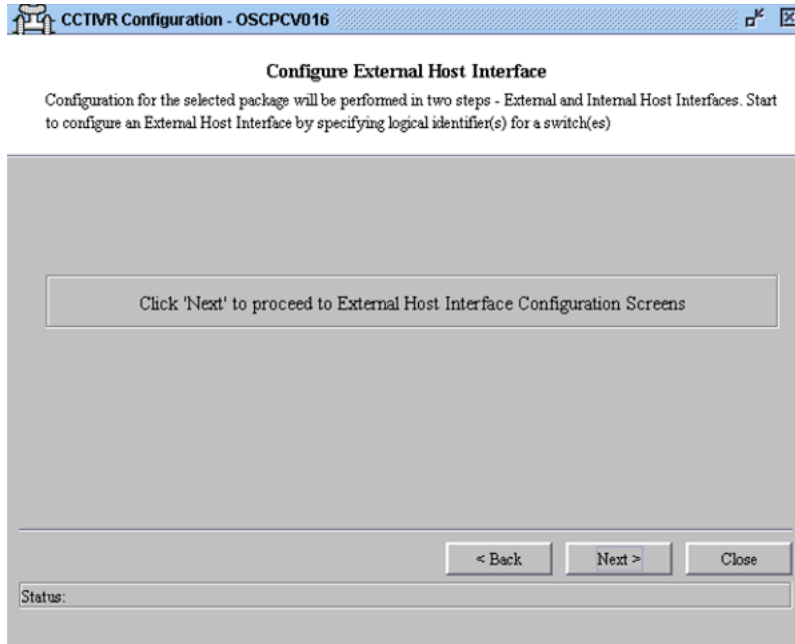 CCTIVR Configuration - OSCPCV016
Configure External Host Interface
Configuration for the selected package will be performed in two steps - External and Internal Host Interfaces. Start
to configure an External Host Interface by specifying logical identifier(s) for a switch(es)
Click 'Next' to proceed to External Host Interface Configuration Screens
< Back Next > Close
Status: